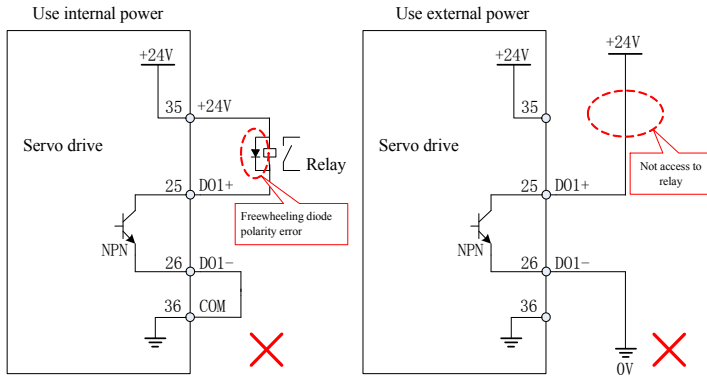 Use internal power
+24V
35
+24V
Servo drive
Relay
25
DO1+
Freewheeling diode
polarity error
NPN
26
DO1-
36
COM
Use external power
+24V
+24V
35
Servo drive
Not access to
relay
25
DO1+
NPN
26
DO1-
36
0V